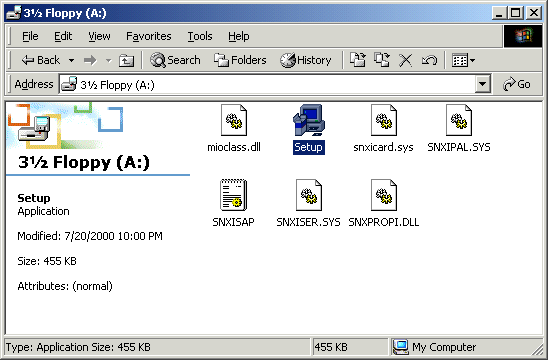 3½ Floppy (A:)
File Edit View Favorites Tools Help
Back Search Folders History
Address 3½ Floppy (A:) Go
3½ Floppy (A:)
Setup
Application
Modified: 7/20/2000 10:00 PM
Size: 455 KB
Attributes: (normal)
mioclass.dll Setup snxicard.sys SNXIPAL.SYS
SNXISAP SNXISER.SYS SNXPROPI.DLL
Type: Application Size: 455 KB 455 KB My Computer